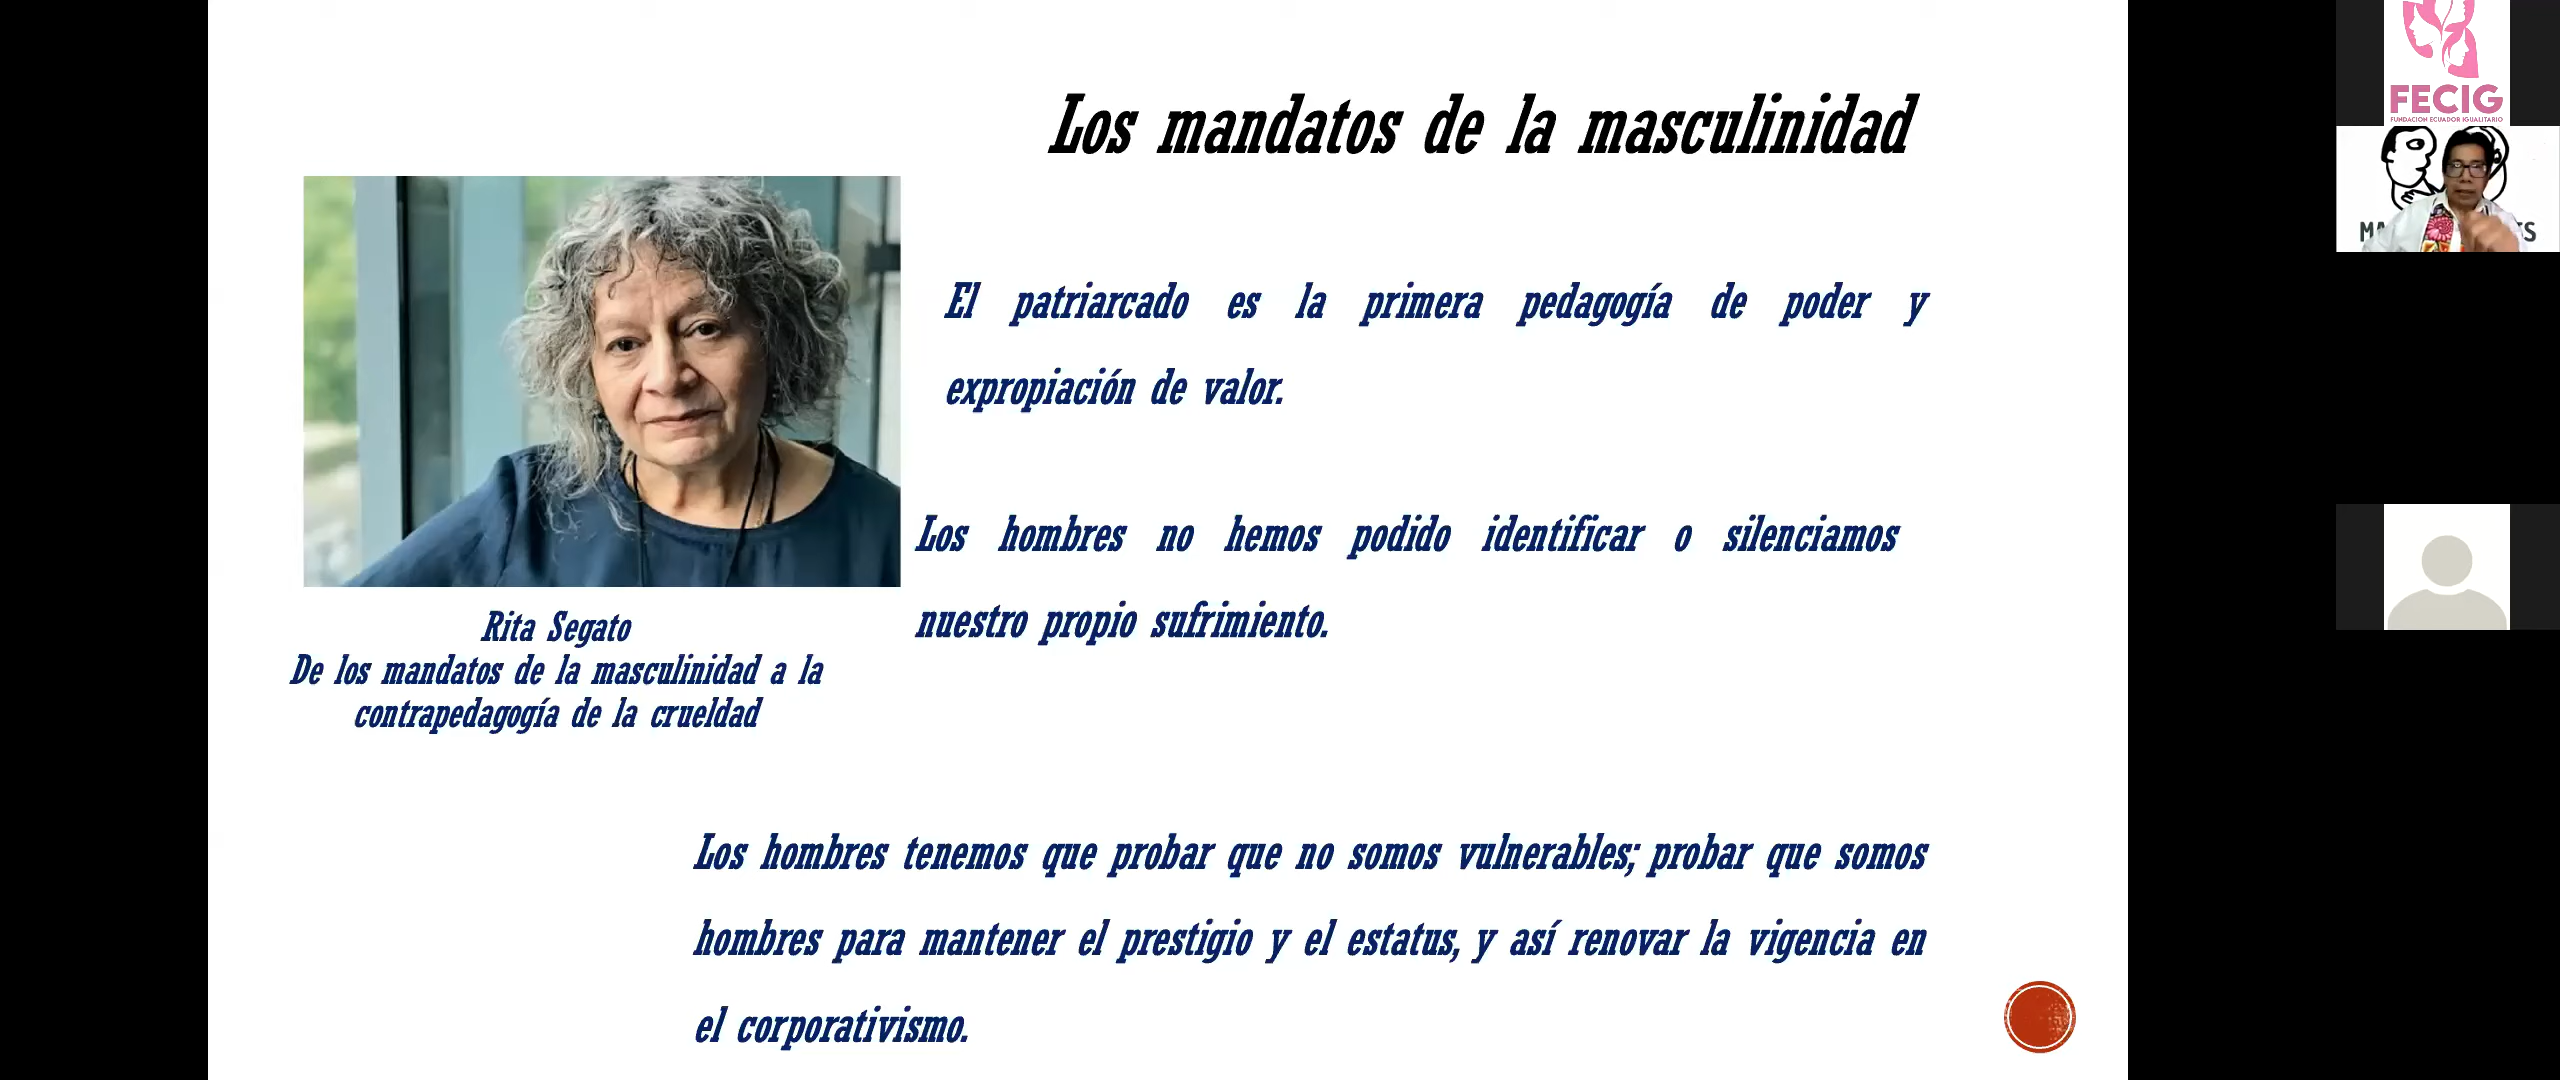 Los mandatos de la masculinidad
El patriarcado es la primera pedagogía de poder y
expropiación de valor.
Los hombres no hemos podido identificar o silenciamos
nuestro propio sufrimiento.
Rita Segato
De los mandatos de la masculinidad a la
contrapedagogía de la crueldad
Los hombres tenemos que probar que no somos vulnerables; probar que somos
hombres para mantener el prestigio y el estatus, y así renovar la vigencia en
el corporativismo.
FECIG
FUNDACION ECUADOR IGUALITARIO